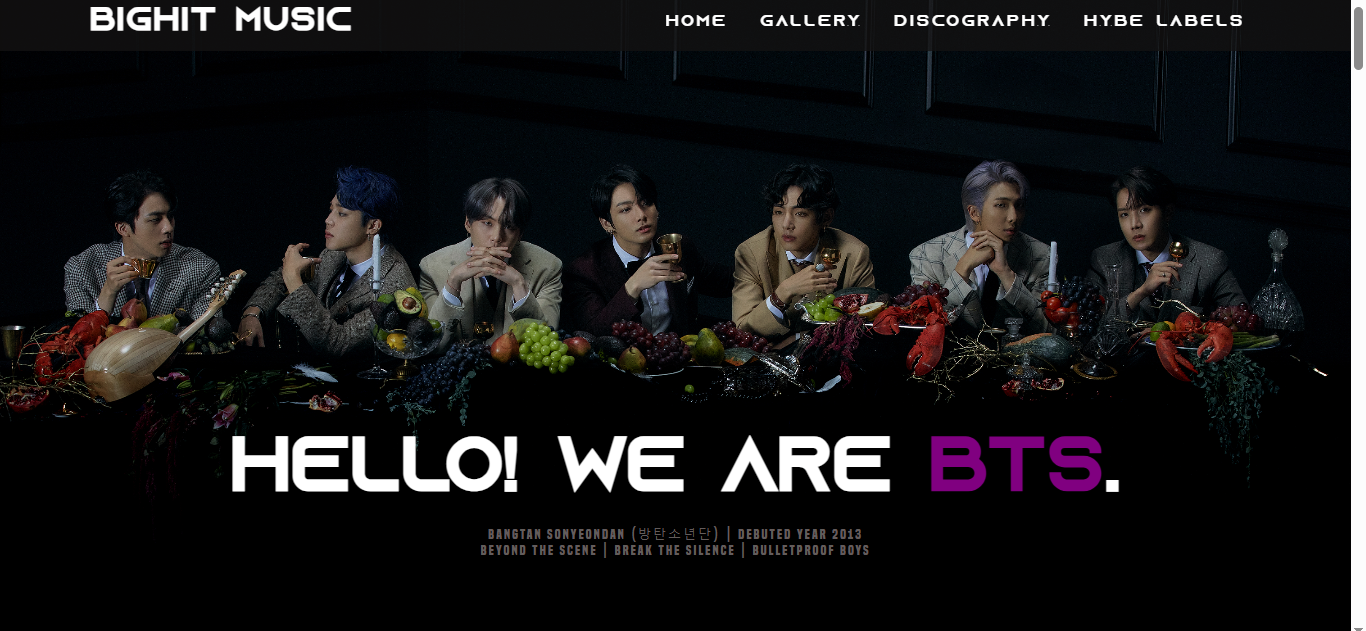 BIGHIT MUSIC
HOME GALLERY DISCOGRAPHY HYBE LABELS
HELLO! WE ARE BTS.
BANGTAN SONYEONDAN (방탄소년단) | DEBUTED YEAR 2013
BEYOND THE SCENE | BREAK THE SILENCE | BULLETPROOF BOYS